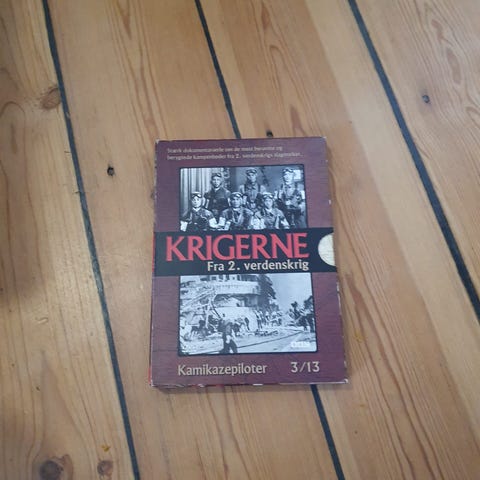 Stærk dokumentarserie om de mest berømte og
berygtede kampenheder fra 2. verdenskrigs slagmarker.
KRIGERNE
Fra 2. verdenskrig
Kamikazepiloter 3/13